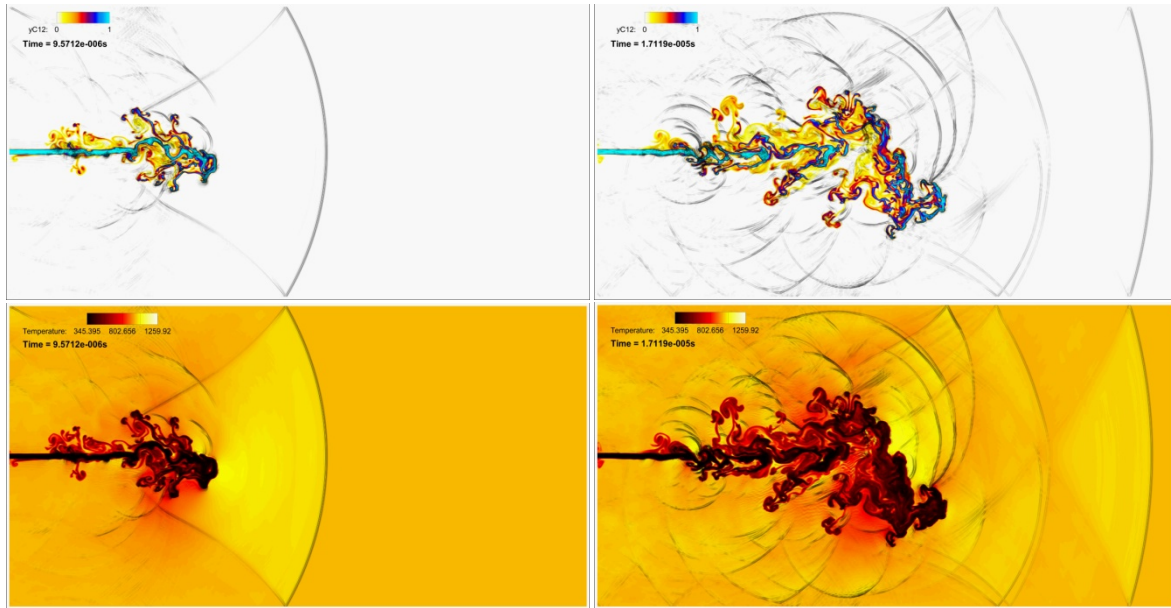 yC12: 0 1
Time = 9.5712e-006s
yC12: 0 1
Time = 1.7119e-005s
Temperature: 345.395 802.656 1259.92
Time = 9.5712e-006s
Temperature: 345.395 802.656 1259.92
Time = 1.7119e-005s